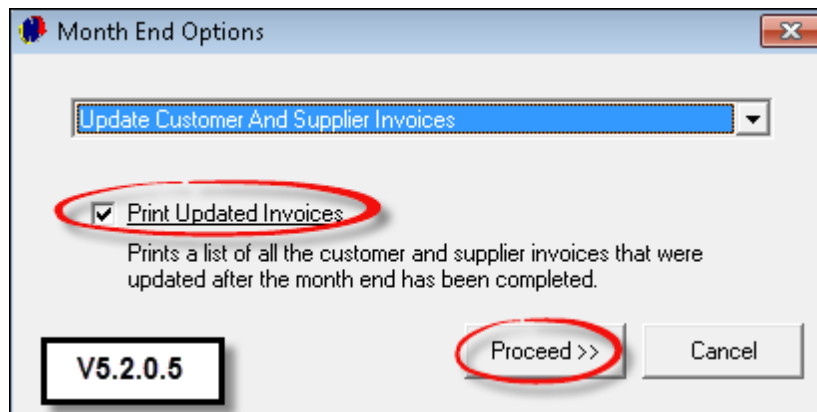 Month End Options
Update Customer And Supplier Invoices
Print Updated Invoices
Prints a list of all the customer and supplier invoices that were
updated after the month end has been completed.
Proceed >>
Cancel
V5.2.0.5